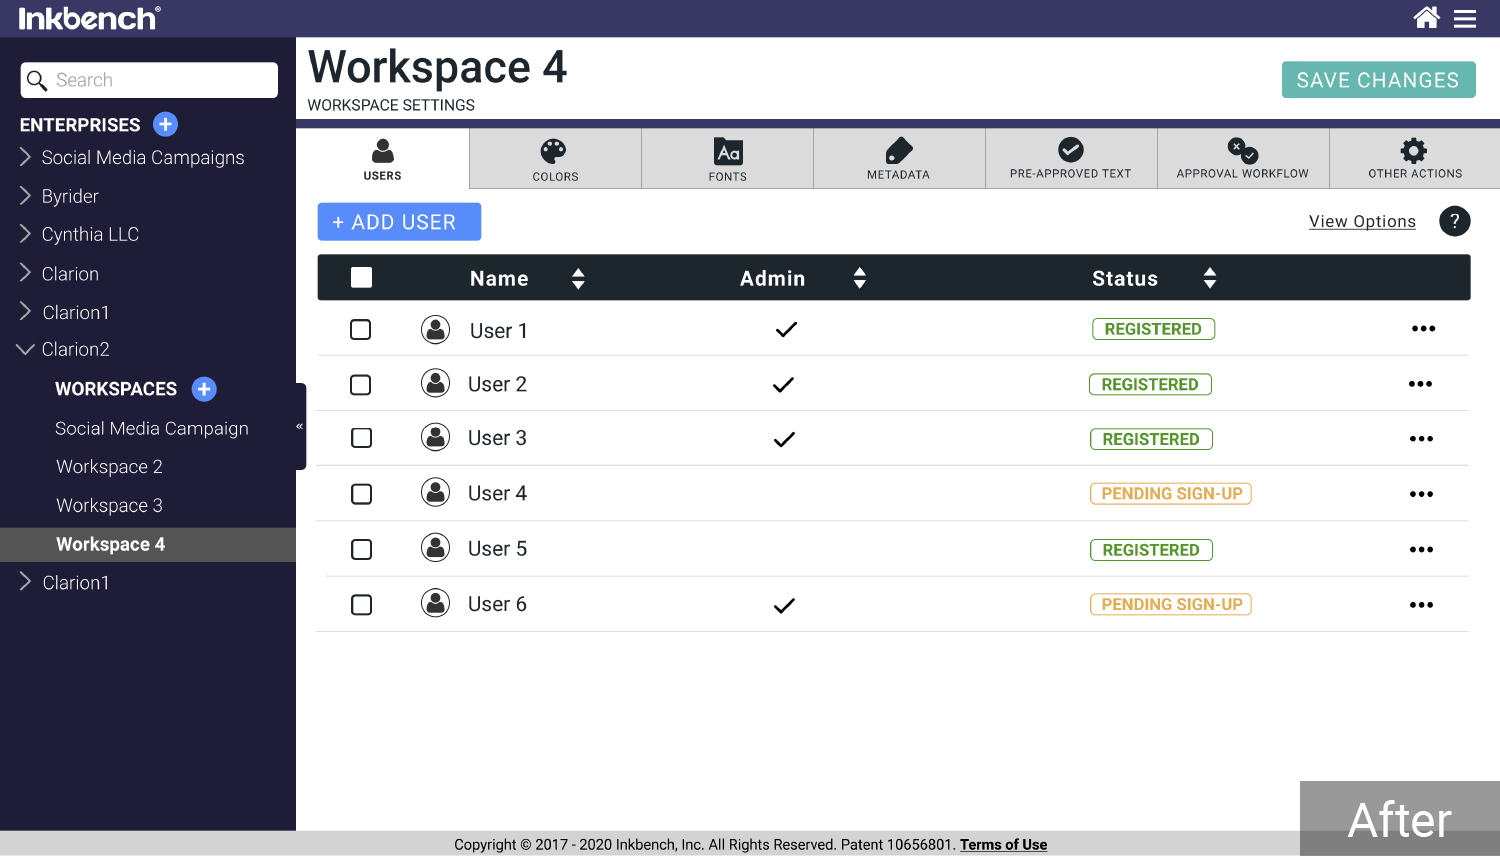 Inkbench®
Search
ENTERPRISES +
Social Media Campaigns
Byrider
Cynthia LLC
Clarion
Clarion1
Clarion2
WORKSPACES +
Social Media Campaign
Workspace 2
Workspace 3
Workspace 4
Clarion1
«
Workspace 4
WORKSPACE SETTINGS
SAVE CHANGES
USERS
COLORS
Aa
FONTS
METADATA
PRE-APPROVED TEXT
APPROVAL WORKFLOW
OTHER ACTIONS
+ ADD USER
View Options
?
Name Admin Status
User 1 REGISTERED
User 2 REGISTERED
User 3 REGISTERED
User 4 PENDING SIGN-UP
User 5 REGISTERED
User 6 PENDING SIGN-UP
After
Copyright © 2017 - 2020 Inkbench, Inc. All Rights Reserved. Patent 10656801. Terms of Use